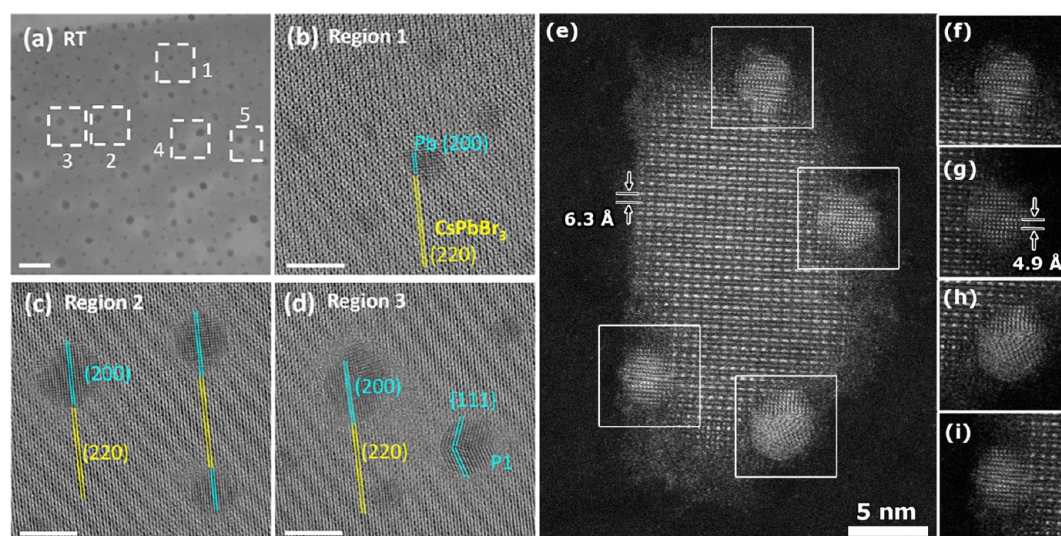 (a) RT
1
5
3
2
4
(b) Region 1
Pb (200)
CsPbBr₃
(220)
(c) Region 2
(200)
(220)
(d) Region 3
(200)
(111)
(220)
P1
(e)
6.3 Å
5 nm
(f)
(g)
4.9 Å
(h)
(i)